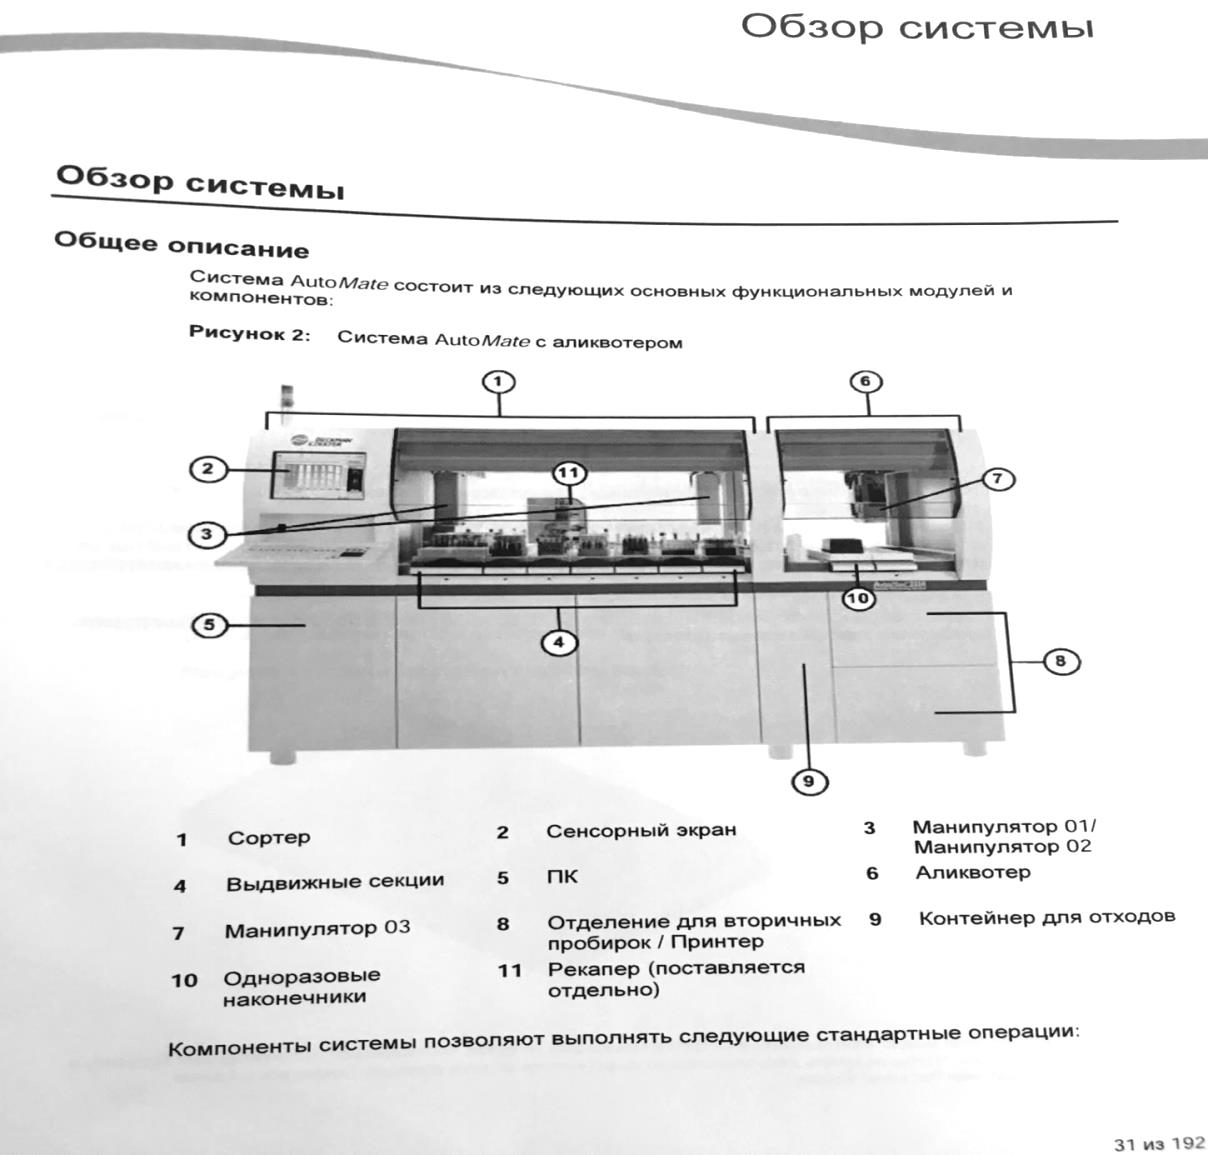 Обзор системы
Обзор системы
Общее описание
Система AutoMate состоит из следующих основных функциональных модулей и
компонентов:
Рисунок 2: Система AutoMate с аликвотером
1
6
BECKMAN
COULTER
2
11
7
3
10
5
4
8
9
1 Сортер
2 Сенсорный экран
3 Манипулятор 01/
Манипулятор 02
4 Выдвижные секции
5 ПК
6 Аликвотер
7 Манипулятор 03
8 Отделение для вторичных
пробирок / Принтер
9 Контейнер для отходов
10 Одноразовые
наконечники
11 Рекапер (поставляется
отдельно)
Компоненты системы позволяют выполнять следующие стандартные операции:
31 из 192